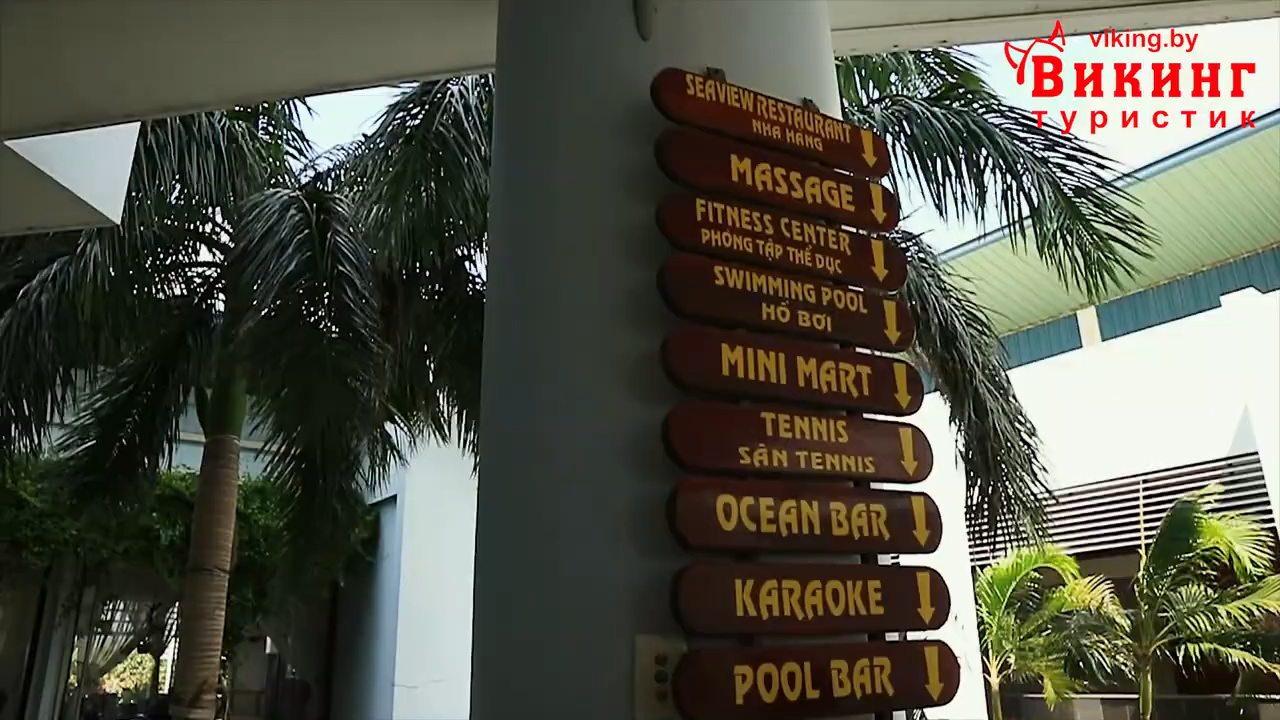 viking.by
Викинг
туристик
SEAVIEW RESTAURANT
NHÀ HÀNG
MASSAGE
FITNESS CENTER
PHÒNG TẬP THỂ DỤC
SWIMMING POOL
HỒ BƠI
MINI MART
TENNIS
SÂN TENNIS
OCEAN BAR
KARAOKE
POOL BAR